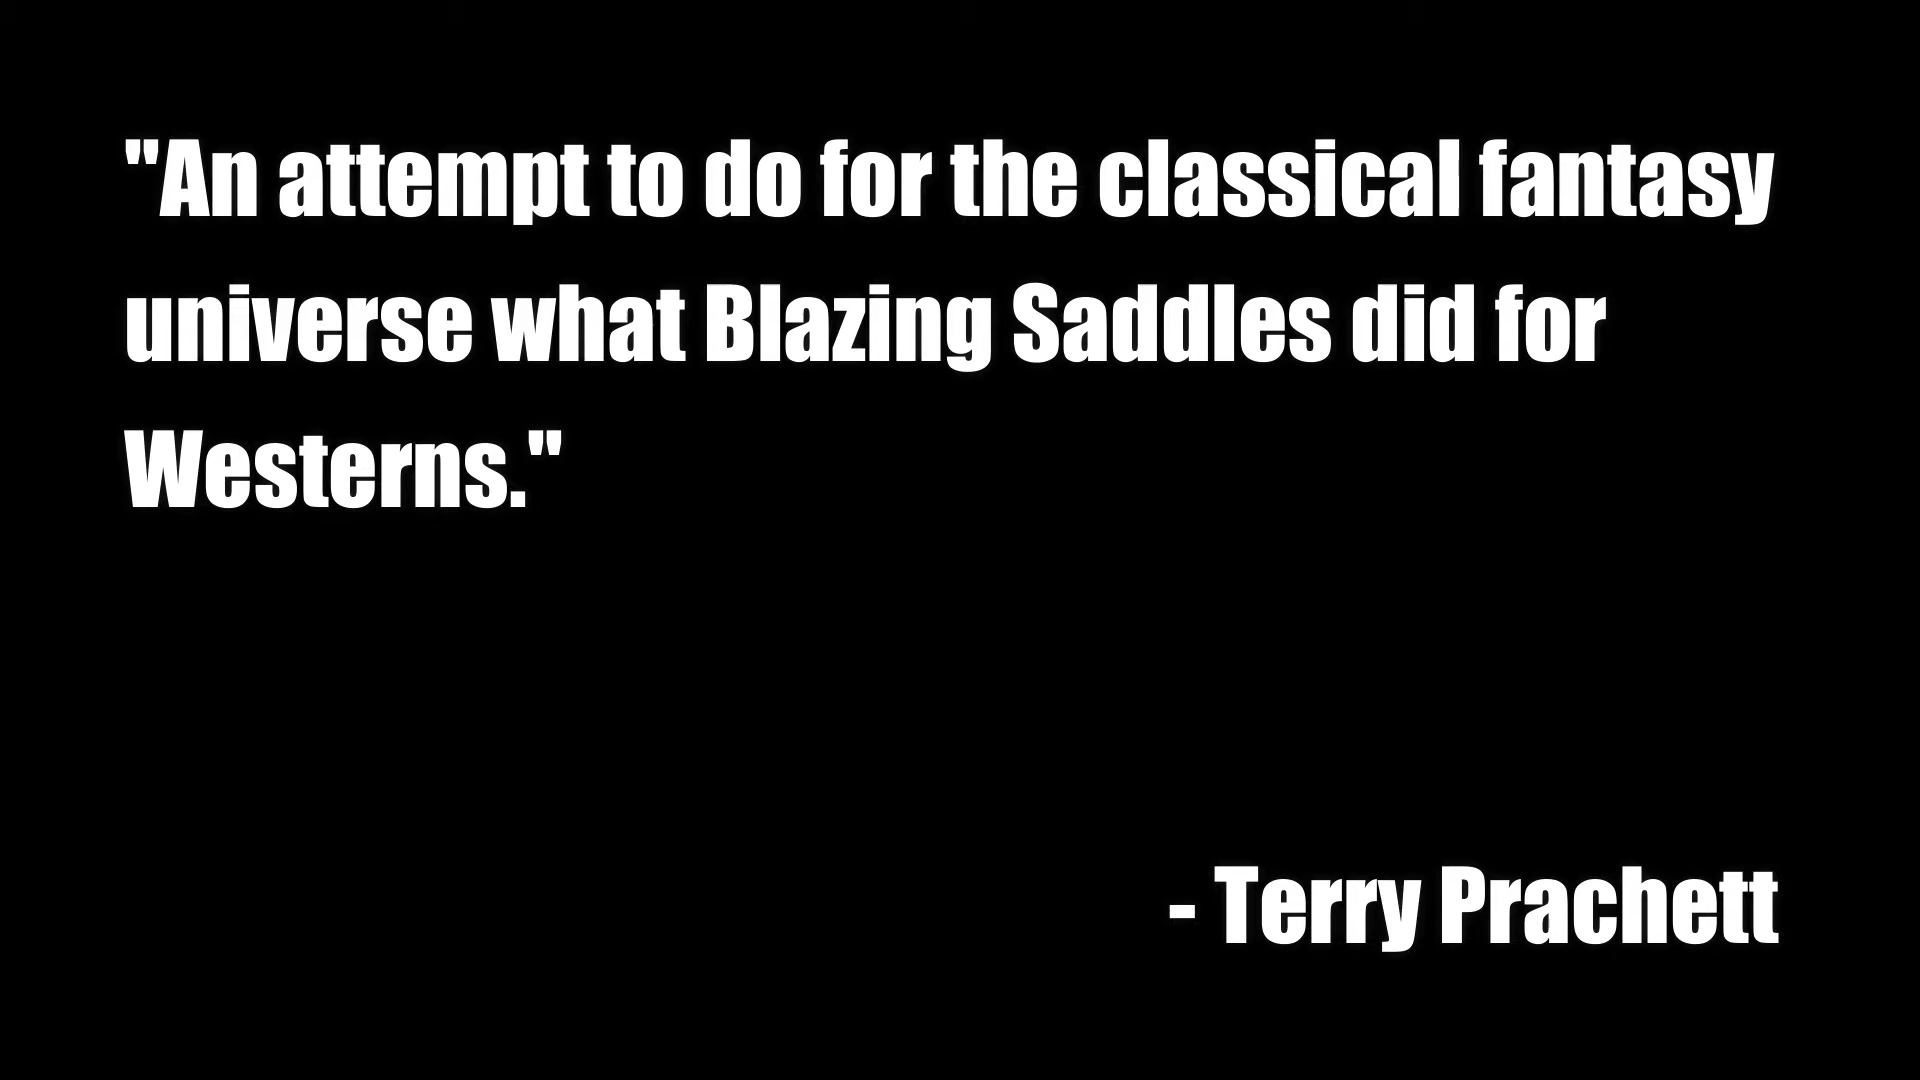 "An attempt to do for the classical fantasy
universe what Blazing Saddles did for
Westerns."
- Terry Prachett